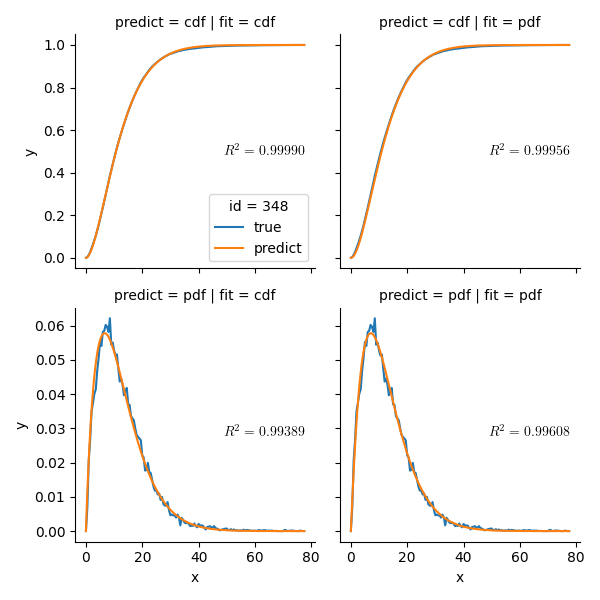 predict = cdf | fit = cdf
predict = cdf | fit = pdf
1.0
0.8
0.6
0.4
0.2
0.0
y
R² = 0.99990
R² = 0.99956
id = 348
true
predict
predict = pdf | fit = cdf
predict = pdf | fit = pdf
0.06
0.05
0.04
0.03
0.02
0.01
0.00
y
R² = 0.99389
R² = 0.99608
0 20 40 60 80
0 20 40 60 80
x
x